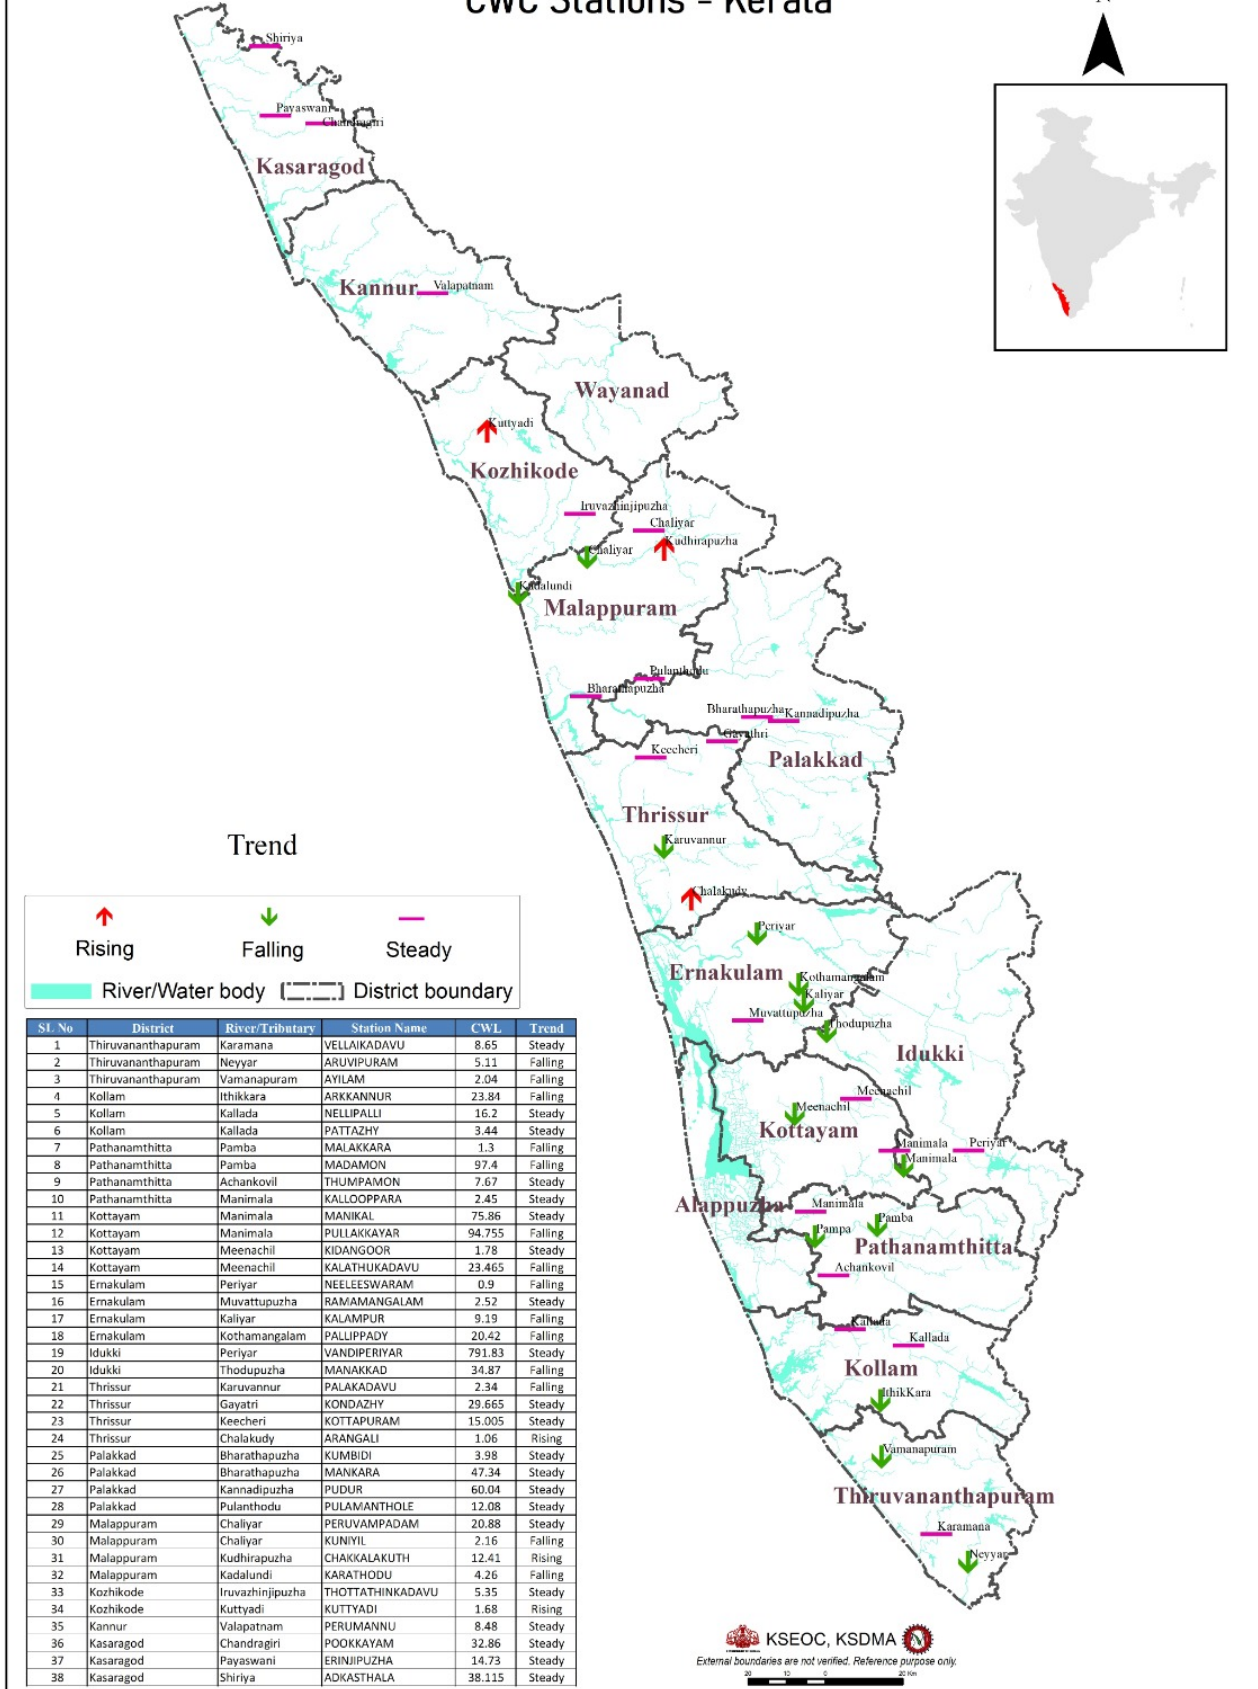 CWC Stations - Kerala
Shiriya
Payaswani
Chandragiri
Kasaragod
Kannur
Valapatnam
Wayanad
Kuttyadi
Kozhikode
Iruvazhinjipuzha
Chaliyar
Kudhirapuzha
Chaliyar
Kadalundi
Malappuram
Pulanthodu
Bharathapuzha
Bharathapuzha
Kannadipuzha
Gayathri
Keecheri
Palakkad
Thrissur
Karuvannur
Chalakudy
Periyar
Ernakulam
Kothamangalam
Kaliyar
Muvattupuzha
Thodupuzha
Idukki
Meenachil
Meenachil
Kottayam
Manimala
Periyar
Manimala
Alappuzha
Manimala
Pamba
Pampa
Pathanamthitta
Achankovil
Kallada
Kallada
Kollam
IthikKara
Vamanapuram
Thiruvananthapuram
Karamana
Neyyar
Trend
Rising Falling Steady
River/Water body District boundary
SL No District River/Tributary Station Name CWL Trend
1 Thiruvananthapuram Karamana VELLAIKADAVU 8.65 Steady
2 Thiruvananthapuram Neyyar ARUVIPURAM 5.11 Falling
3 Thiruvananthapuram Vamanapuram AYILAM 2.04 Falling
4 Kollam Ithikkara ARKKANNUR 23.84 Falling
5 Kollam Kallada NELLIPALLI 16.2 Steady
6 Kollam Kallada PATTAZHY 3.44 Steady
7 Pathanamthitta Pamba MALAKKARA 1.3 Falling
8 Pathanamthitta Pamba MADAMON 97.4 Falling
9 Pathanamthitta Achankovil THUMPAMON 7.67 Steady
10 Pathanamthitta Manimala KALLOOPPARA 2.45 Steady
11 Kottayam Manimala MANIKAL 75.86 Steady
12 Kottayam Manimala PULLAKKAYAR 94.755 Falling
13 Kottayam Meenachil KIDANGOOR 1.78 Steady
14 Kottayam Meenachil KALATHUKADAVU 23.465 Falling
15 Ernakulam Periyar NEELEESWARAM 0.9 Falling
16 Ernakulam Muvattupuzha RAMAMANGALAM 2.52 Steady
17 Ernakulam Kaliyar KALAMPUR 9.19 Falling
18 Ernakulam Kothamangalam PALLIPPADY 20.42 Falling
19 Idukki Periyar VANDIPERIYAR 791.83 Steady
20 Idukki Thodupuzha MANAKKAD 34.87 Falling
21 Thrissur Karuvannur PALAKADAVU 2.34 Falling
22 Thrissur Gayatri KONDAZHY 29.665 Steady
23 Thrissur Keecheri KOTTAPURAM 15.005 Steady
24 Thrissur Chalakudy ARANGALI 1.06 Rising
25 Palakkad Bharathapuzha KUMBIDI 3.98 Steady
26 Palakkad Bharathapuzha MANKARA 47.34 Steady
27 Palakkad Kannadipuzha PUDUR 60.04 Steady
28 Palakkad Pulanthodu PULAMANTHOLE 12.08 Steady
29 Malappuram Chaliyar PERUVAMPADAM 20.88 Steady
30 Malappuram Chaliyar KUNIYIL 2.16 Falling
31 Malappuram Kudhirapuzha CHAKKALAKUTH 12.41 Rising
32 Malappuram Kadalundi KARATHODU 4.26 Falling
33 Kozhikode Iruvazhinjipuzha THOTTATHINKADAVU 5.35 Steady
34 Kozhikode Kuttyadi KUTTYADI 1.68 Rising
35 Kannur Valapatnam PERUMANNU 8.48 Steady
36 Kasaragod Chandragiri POOKKAYAM 32.86 Steady
37 Kasaragod Payaswani ERINJIPUZHA 14.73 Steady
38 Kasaragod Shiriya ADKASTHALA 38.115 Steady
KSEOC, KSDMA
External boundaries are not verified. Reference purpose only.
20 10 0 20 Km